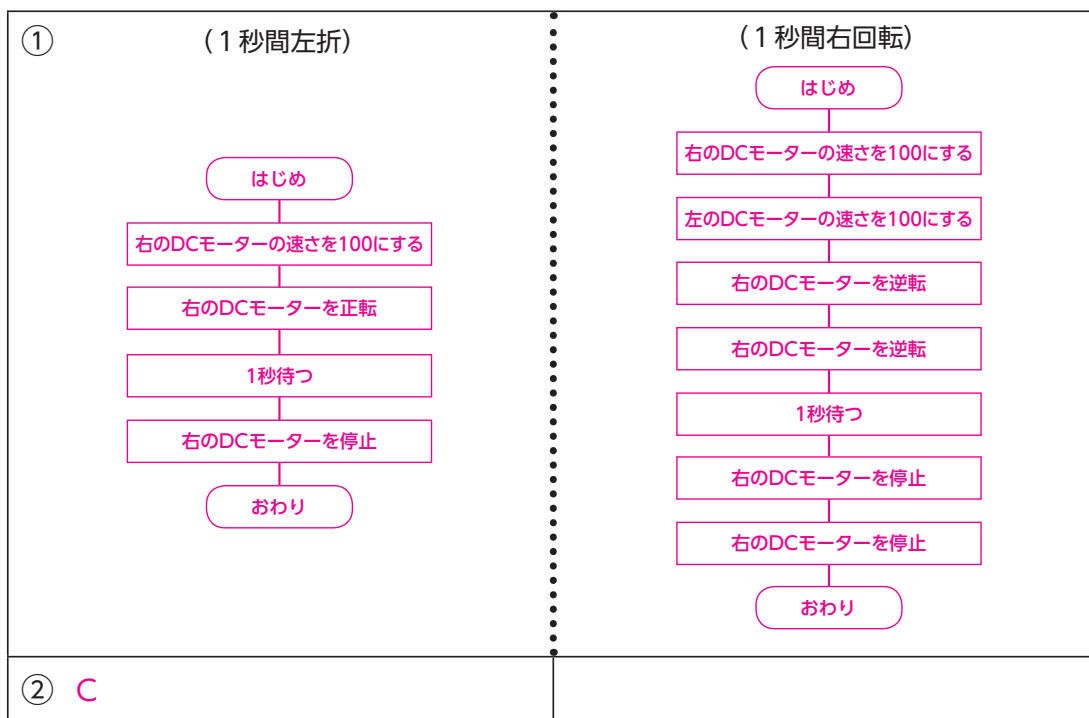 ①
（1秒間左折）
はじめ
右のDCモーターの速さを100にする
右のDCモーターを正転
1秒待つ
右のDCモーターを停止
おわり
（1秒間右回転）
はじめ
右のDCモーターの速さを100にする
左のDCモーターの速さを100にする
右のDCモーターを逆転
右のDCモーターを逆転
1秒待つ
右のDCモーターを停止
右のDCモーターを停止
おわり
② C